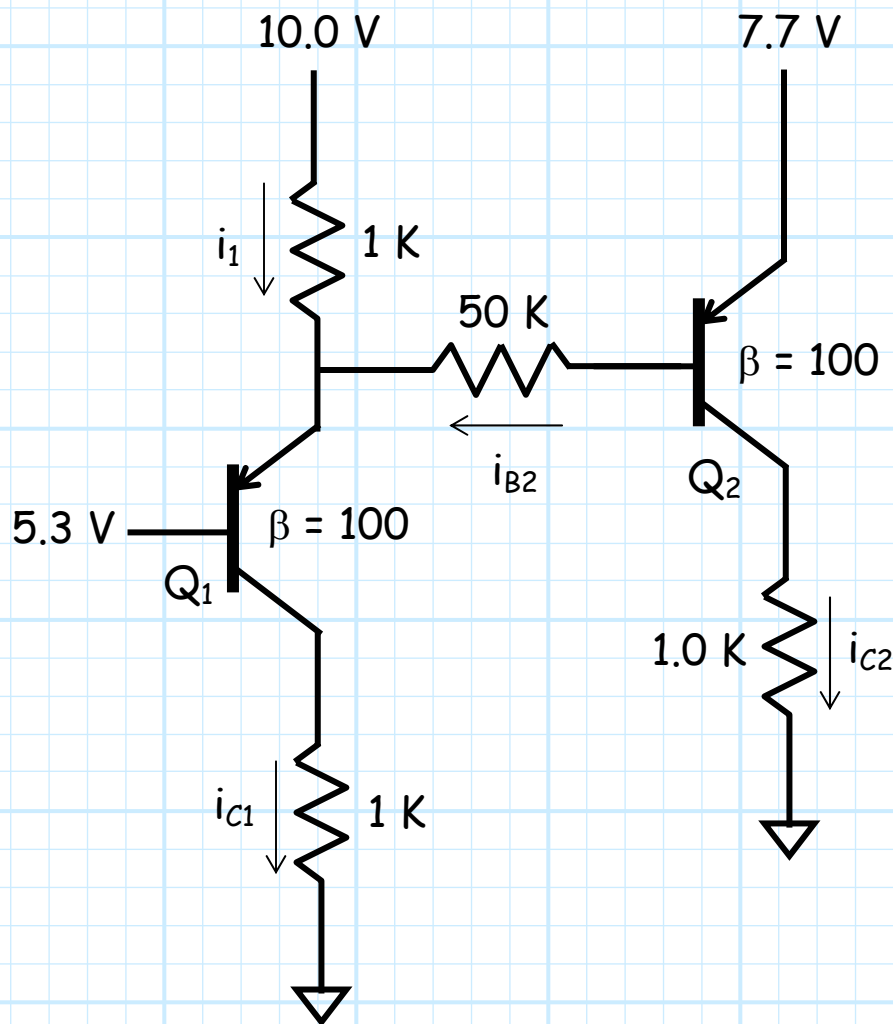 10.0 V
7.7 V
i1
1 K
50 K
β = 100
iB2
Q2
5.3 V
β = 100
Q1
1.0 K
iC2
iC1
1 K